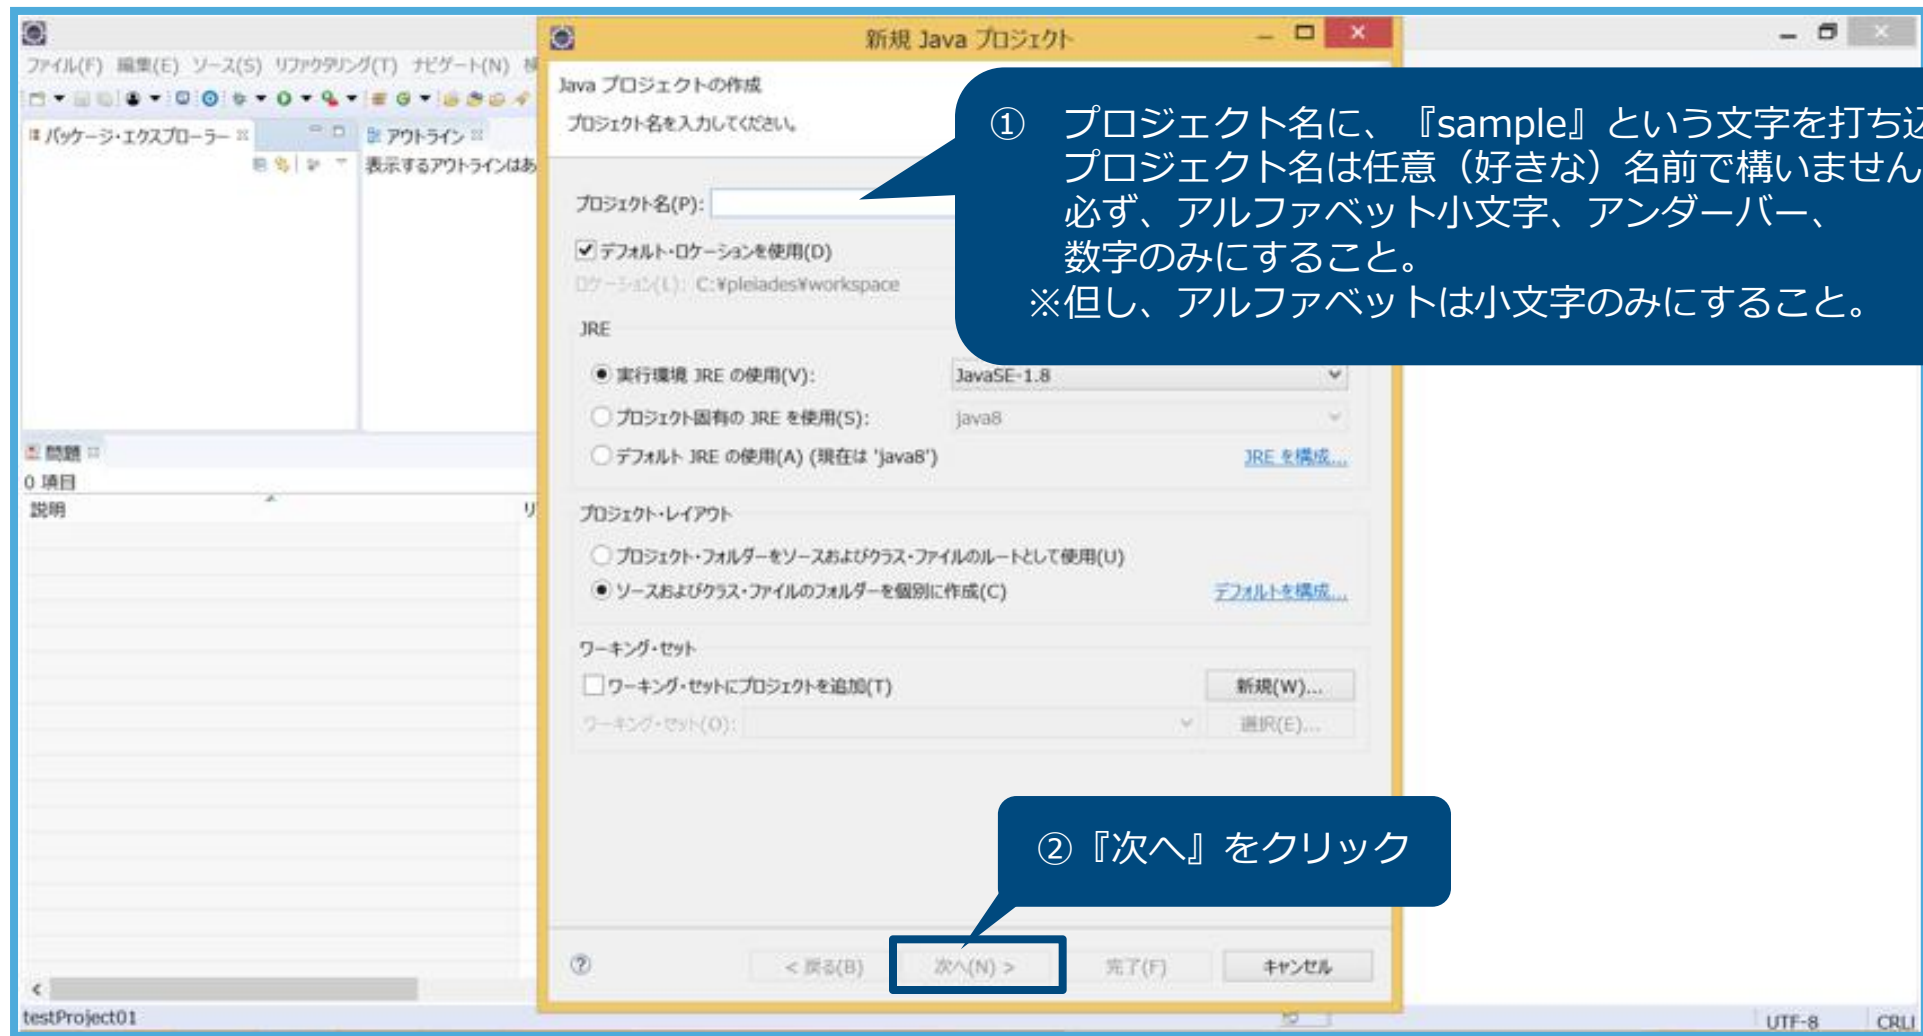 新規 Java プロジェクト
ファイル(F) 編集(E) ソース(S) リファクタリング(T) ナビゲート(N)
パッケージ・エクスプローラー
アウトライン
表示するアウトラインはあ
Java プロジェクトの作成
プロジェクト名を入力してください。
① プロジェクト名に、『sample』という文字を打ち込
プロジェクト名は任意（好きな）名前で構いません
必ず、アルファベット小文字、アンダーバー、
数字のみにすること。
※但し、アルファベットは小文字のみにすること。
プロジェクト名(P):
デフォルト・ロケーションを使用(D)
ロケーション(L): C:¥pleiades¥workspace
JRE
実行環境 JRE の使用(V): JavaSE-1.8
プロジェクト固有の JRE を使用(S): java8
デフォルト JRE の使用(A) (現在は 'java8') JRE を構成...
プロジェクト・レイアウト
プロジェクト・フォルダーをソースおよびクラス・ファイルのルートとして使用(U)
ソースおよびクラス・ファイルのフォルダーを個別に作成(C) デフォルトを構成...
ワーキング・セット
ワーキング・セットにプロジェクトを追加(T) 新規(W)...
ワーキング・セット(O): 選択(E)...
②『次へ』をクリック
< 戻る(B) 次へ(N) > 完了(F) キャンセル
問題
0 項目
説明 リ
testProject01
UTF-8 CRLI